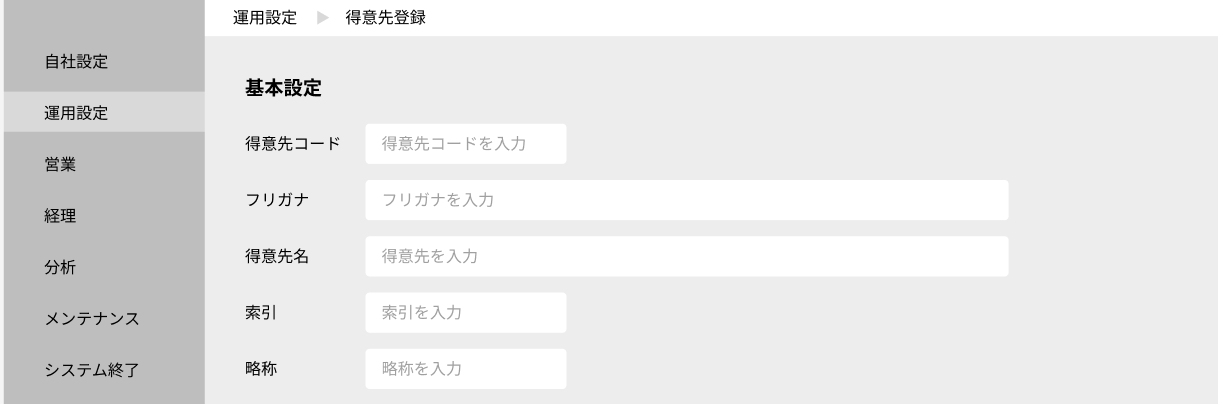 運用設定 ▶ 得意先登録
自社設定
運用設定
営業
経理
分析
メンテナンス
システム終了
基本設定
得意先コード 得意先コードを入力
フリガナ フリガナを入力
得意先名 得意先を入力
索引 索引を入力
略称 略称を入力